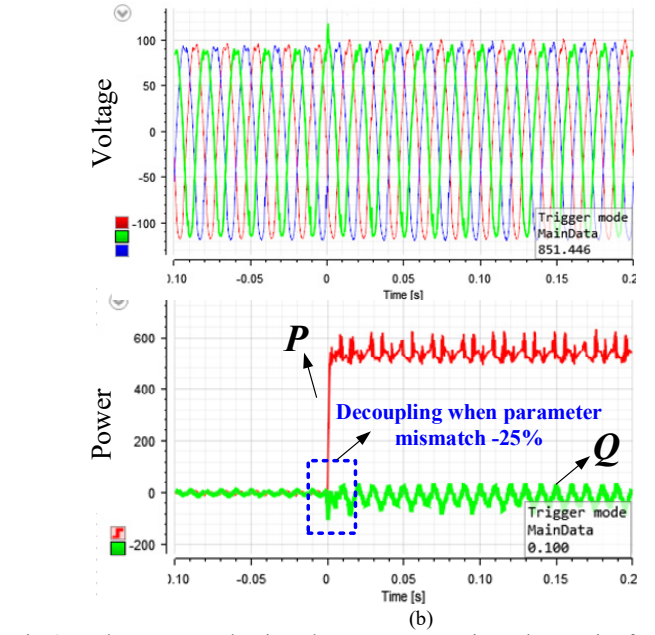 Voltage
100
50
0
-50
-100
Trigger mode
MainData
851.446
0.10
-0.05
0
0.05
0.10
0.15
0.2
Time [s]
Power
600
400
200
0
-200
P
Decoupling when parameter
mismatch -25%
Q
Trigger mode
MainData
0.100
0.10
-0.05
0
0.05
0.10
0.15
0.2
Time [s]
(b)